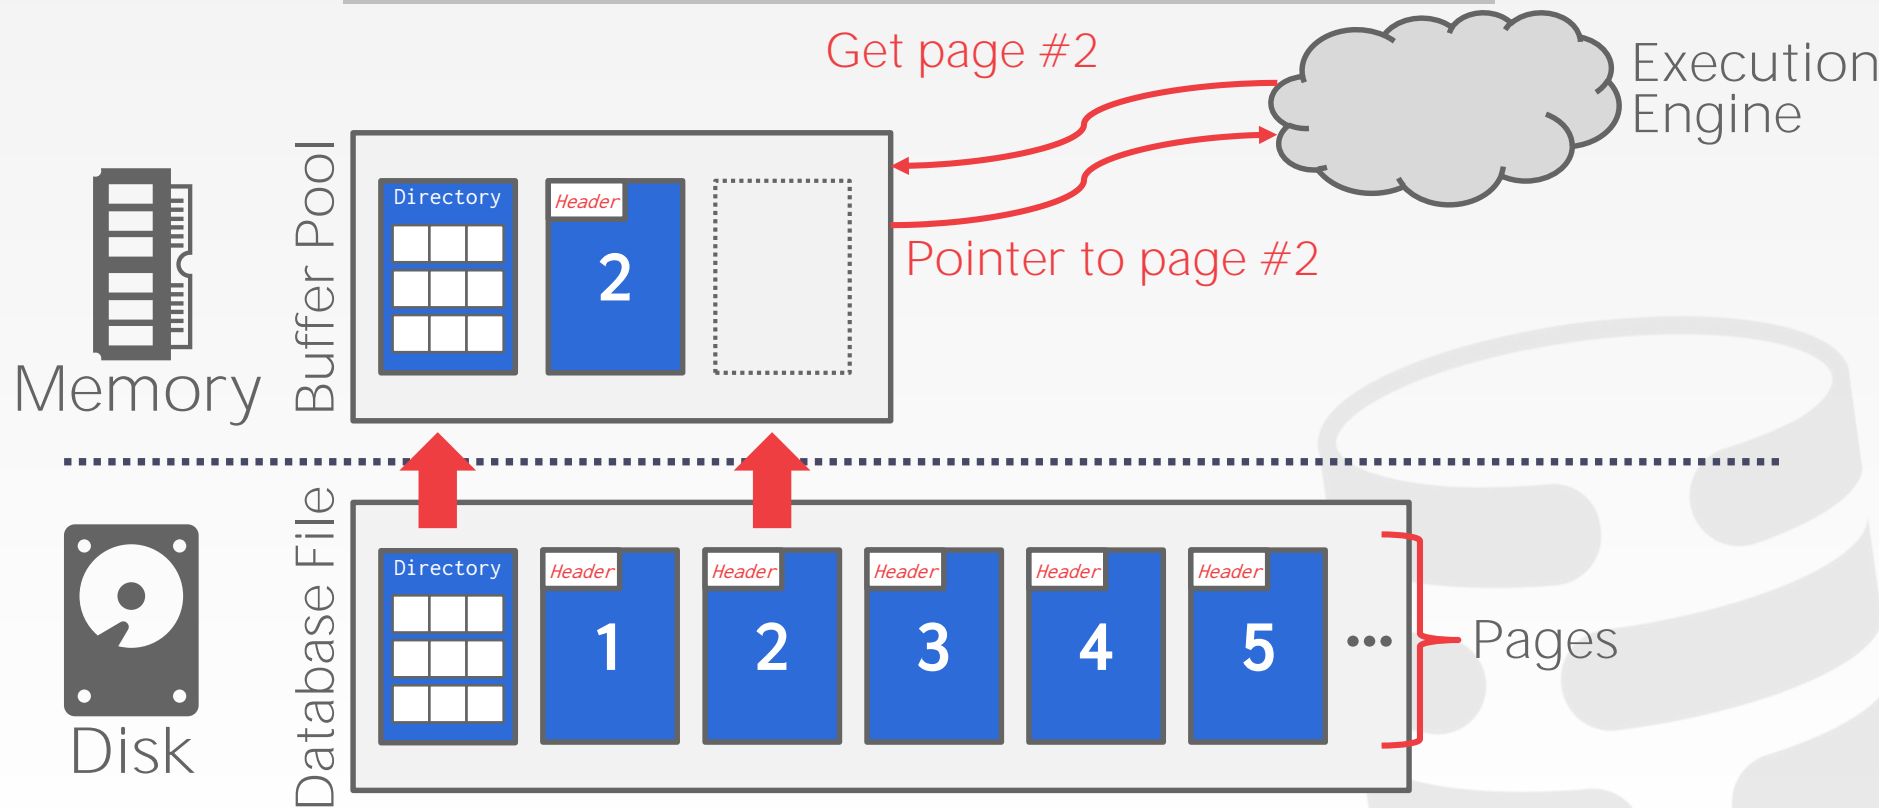 Get page #2
Execution
Engine
Buffer Pool
Directory
Header
2
Pointer to page #2
Memory
Database File
Directory
Header
1
Header
2
Header
3
Header
4
Header
5
•••
Pages
Disk